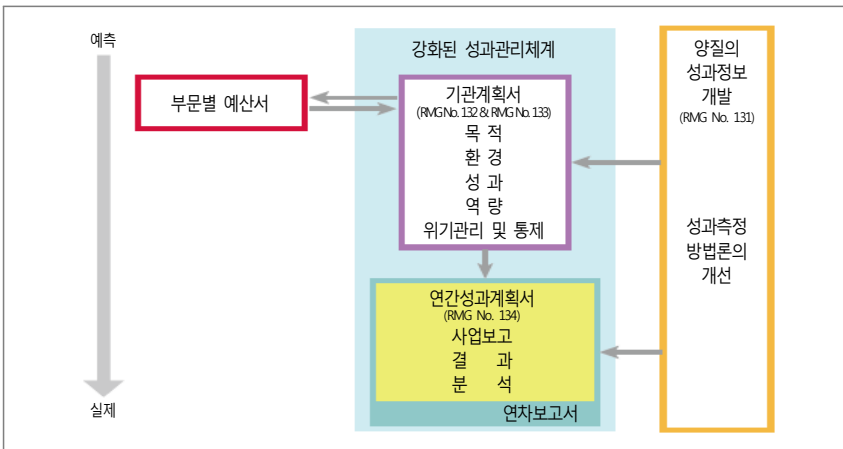 예측
부문별 예산서
강화된 성과관리체계
기관계획서
(RMG No. 132 & RMG No. 133)
목 적
환 경
성 과
역 량
위기관리 및 통제
연간성과계획서
(RMG No. 134)
사업보고
결 과
분 석
연차보고서
양질의
성과정보
개발
(RMG No. 131)
성과측정
방법론의
개선
실제